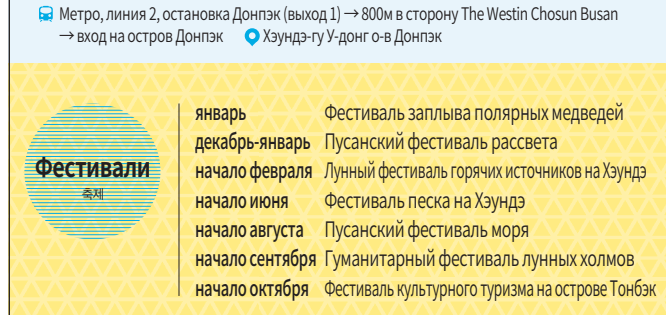 Метро, линия 2, остановка Донпэк (выход 1) → 800м в сторону The Westin Chosun Busan
→ вход на остров Донпэк Хэундэ-гу У-донг о-в Донпэк
Фестивали
축제
январь Фестиваль заплыва полярных медведей
декабрь-январь Пусанский фестиваль рассвета
начало февраля Лунный фестиваль горячих источников на Хэундэ
начало июня Фестиваль песка на Хэундэ
начало августа Пусанский фестиваль моря
начало сентября Гуманитарный фестиваль лунных холмов
начало октября Фестиваль культурного туризма на острове Тонбэк